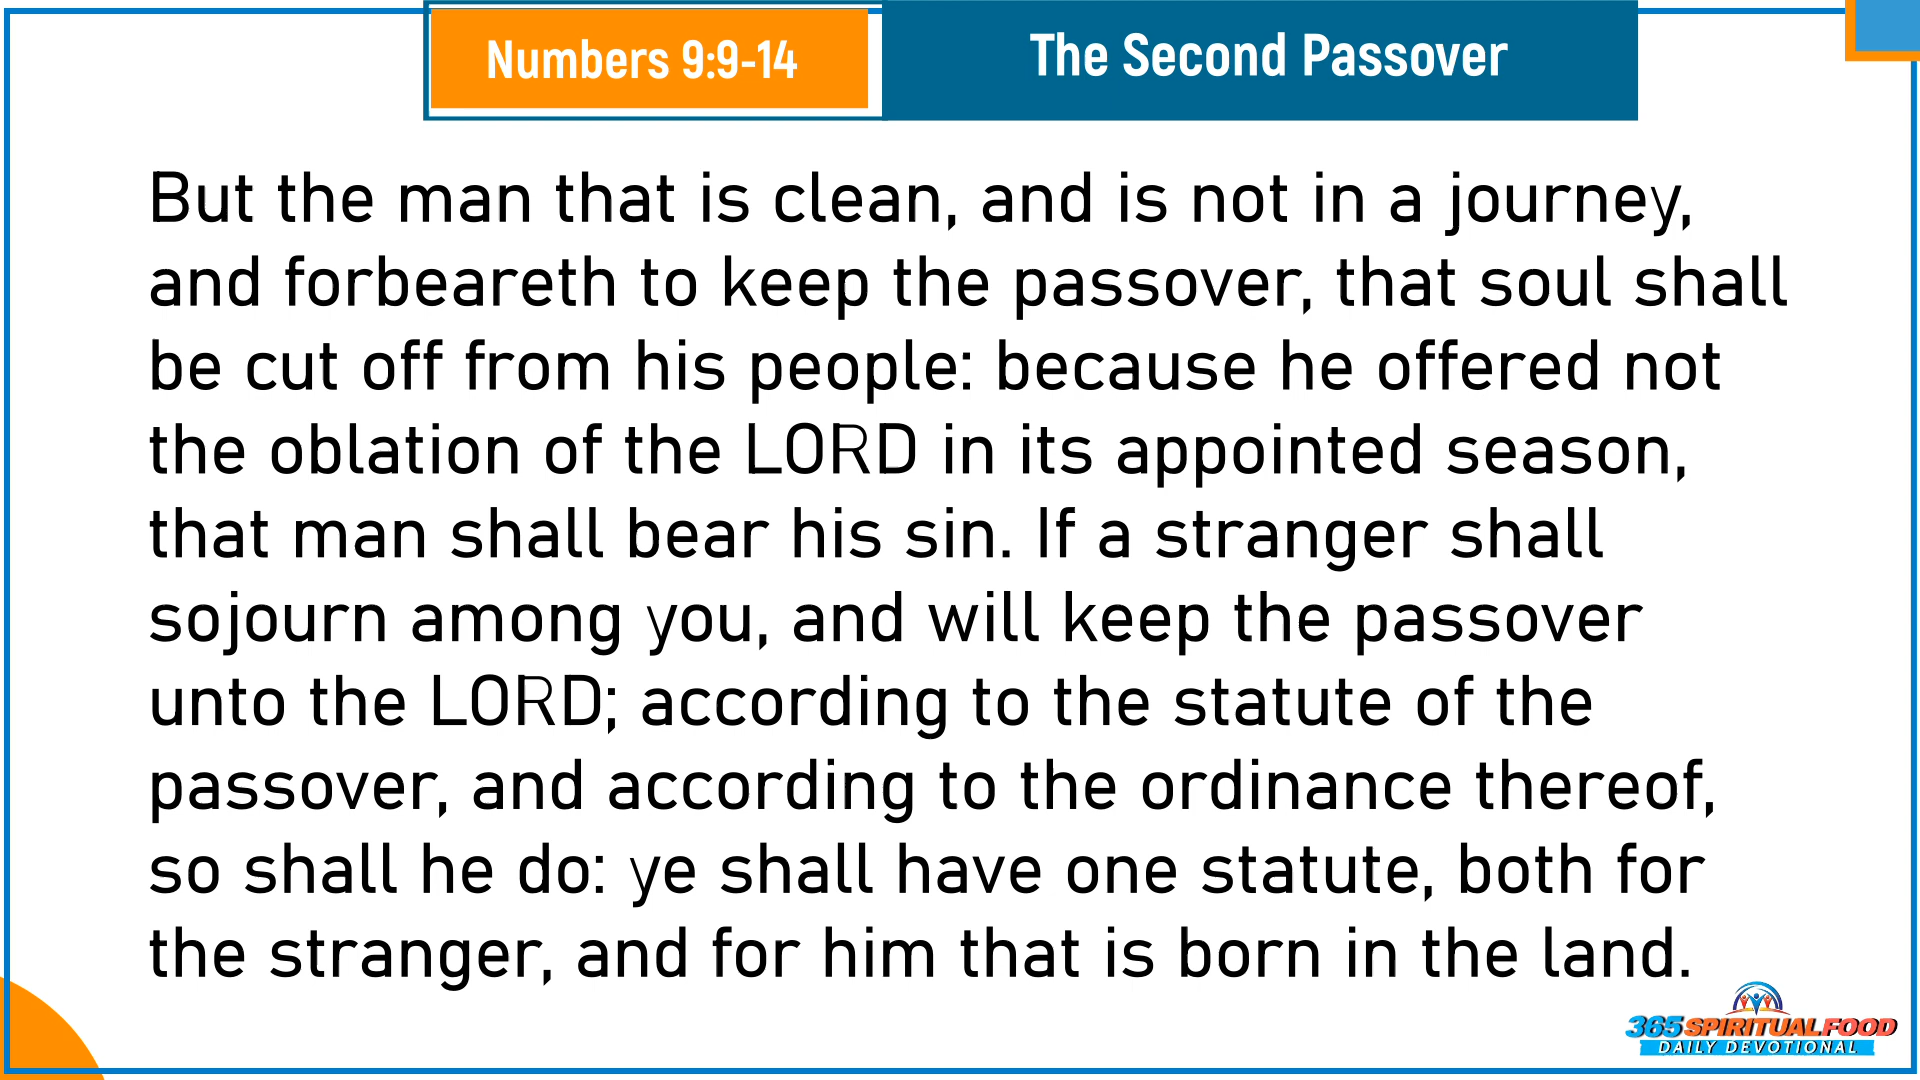 Numbers 9:9-14
The Second Passover
But the man that is clean, and is not in a journey,
and forbeareth to keep the passover, that soul shall
be cut off from his people: because he offered not
the oblation of the LORD in its appointed season,
that man shall bear his sin. If a stranger shall
sojourn among you, and will keep the passover
unto the LORD; according to the statute of the
passover, and according to the ordinance thereof,
so shall he do: ye shall have one statute, both for
the stranger, and for him that is born in the land.
365 SPIRITUAL FOOD
DAILY DEVOTIONAL